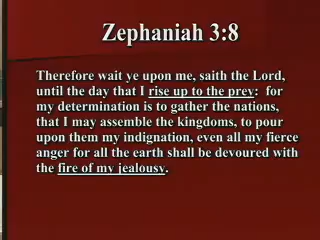 Zephaniah 3:8
Therefore wait ye upon me, saith the Lord,
until the day that I rise up to the prey:  for
my determination is to gather the nations,
that I may assemble the kingdoms, to pour
upon them my indignation, even all my fierce
anger for all the earth shall be devoured with
the fire of my jealousy.